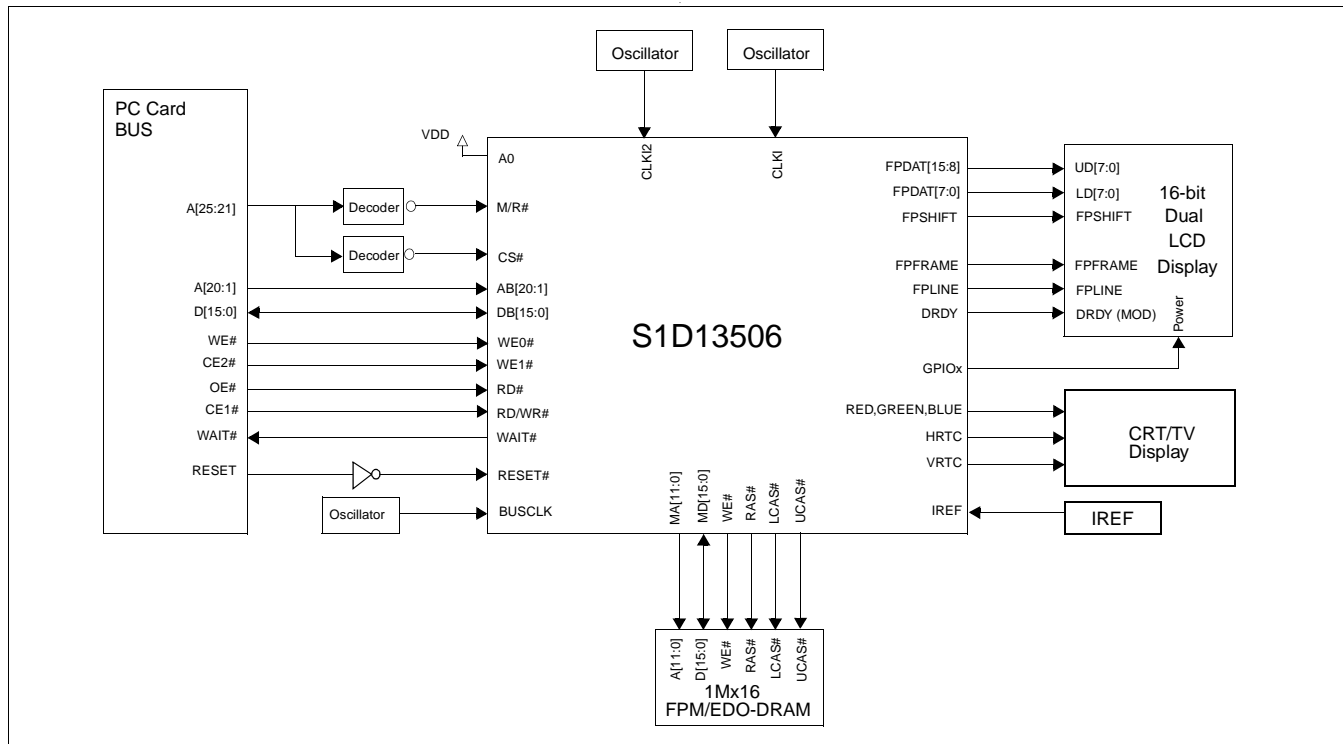 Oscillator
Oscillator
PC Card
BUS
A[25:21]
A[20:1]
D[15:0]
WE#
CE2#
OE#
CE1#
WAIT#
RESET
VDD
Decoder
Decoder
Oscillator
A0
M/R#
CS#
AB[20:1]
DB[15:0]
WE0#
WE1#
RD#
RD/WR#
WAIT#
RESET#
BUSCLK
CLKI2
CLKI
S1D13506
FPDAT[15:8]
FPDAT[7:0]
FPSHIFT
FPFRAME
FPLINE
DRDY
GPIOx
RED,GREEN,BLUE
HRTC
VRTC
IREF
MA[11:0]
MD[15:0]
WE#
RAS#
LCAS#
UCAS#
UD[7:0]
LD[7:0]
FPSHIFT
FPFRAME
FPLINE
DRDY (MOD)
16-bit
Dual
LCD
Display
Power
CRT/TV
Display
IREF
A[11:0]
D[15:0]
WE#
RAS#
LCAS#
UCAS#
1Mx16
FPM/EDO-DRAM